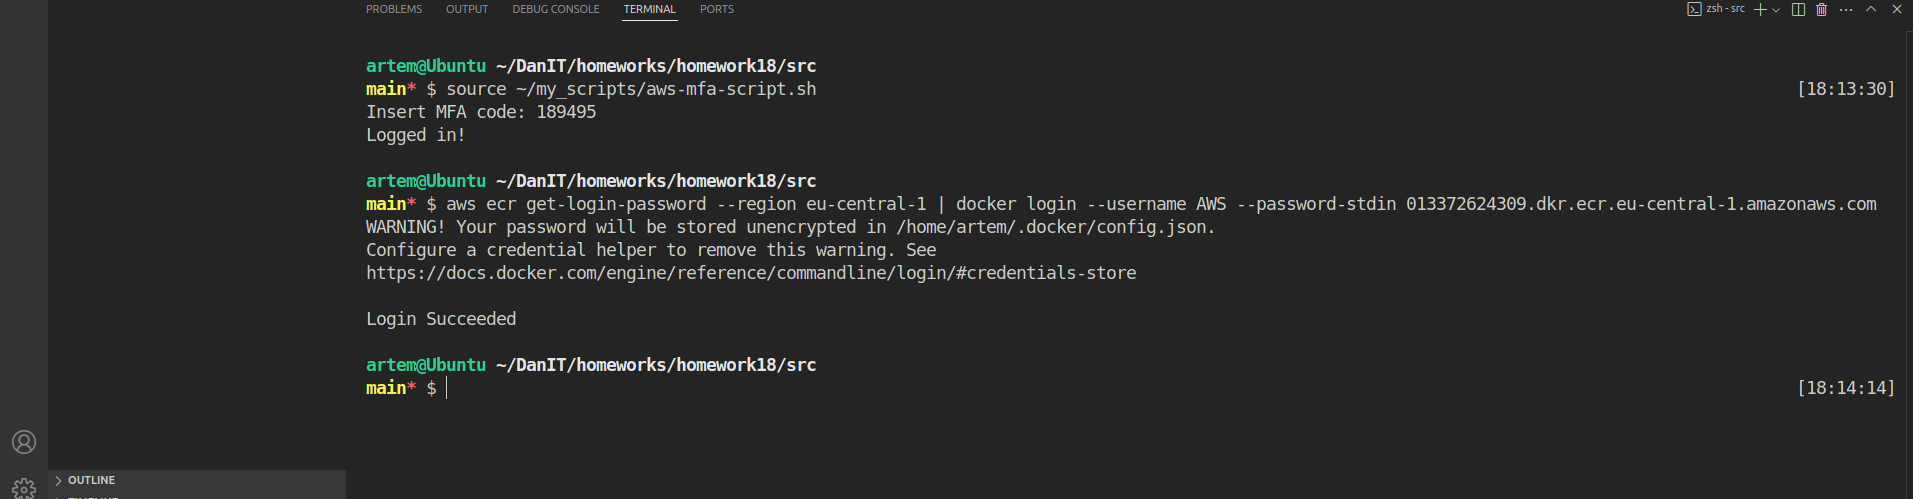 PROBLEMS OUTPUT DEBUG CONSOLE TERMINAL PORTS zsh - src
artem@Ubuntu ~/DanIT/homeworks/homework18/src
main* $ source ~/my_scripts/aws-mfa-script.sh [18:13:30]
Insert MFA code: 189495
Logged in!
artem@Ubuntu ~/DanIT/homeworks/homework18/src
main* $ aws ecr get-login-password --region eu-central-1 | docker login --username AWS --password-stdin 013372624309.dkr.ecr.eu-central-1.amazonaws.com
WARNING! Your password will be stored unencrypted in /home/artem/.docker/config.json.
Configure a credential helper to remove this warning. See
https://docs.docker.com/engine/reference/commandline/login/#credentials-store
Login Succeeded
artem@Ubuntu ~/DanIT/homeworks/homework18/src
main* $ [18:14:14]
OUTLINE